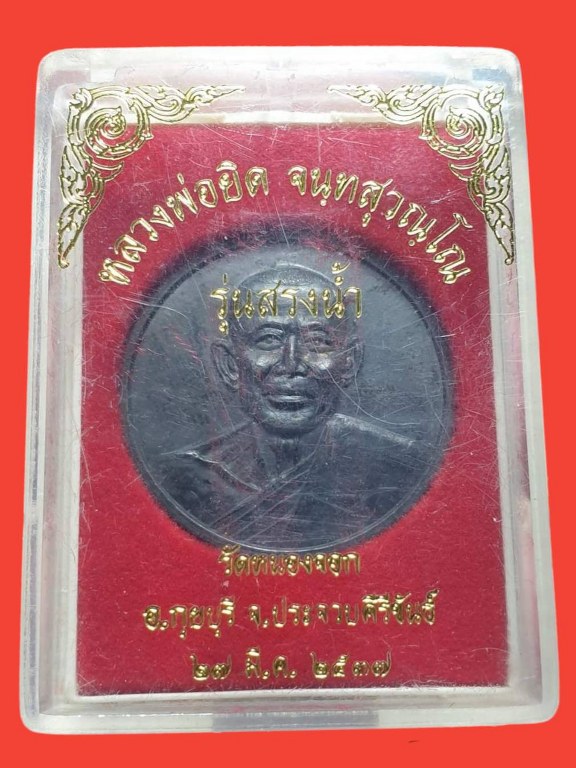 หลวงพ่อยิด จนฺทสุวณฺโณ
รุ่นสรงน้ำ
วัดหนองจอก
อ.กุยบุรี จ.ประจวบคีรีขันธ์
๒๗ มี.ค. ๒๕๓๗